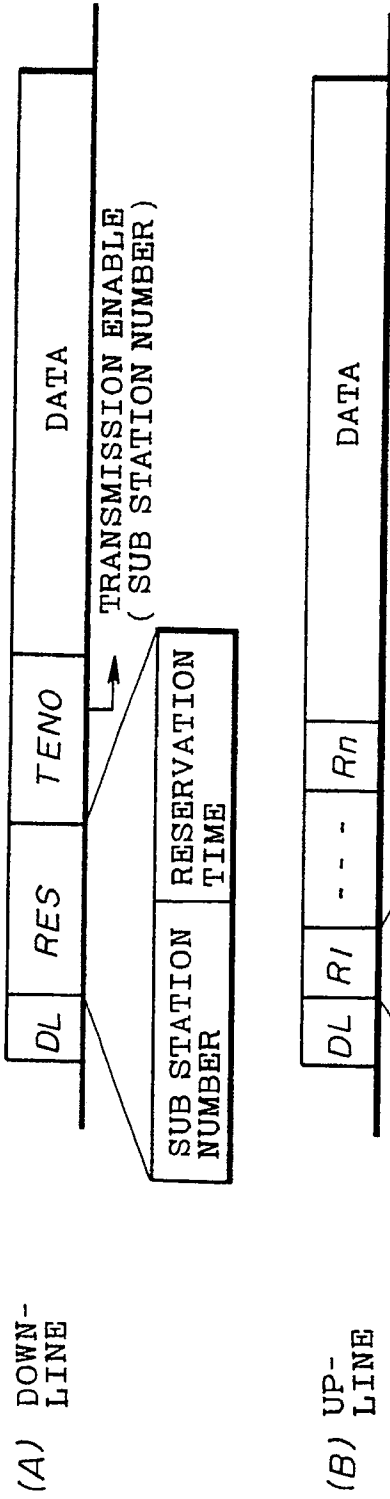 (A) DOWN-
LINE
DL RES TENO DATA
TRANSMISSION ENABLE
( SUB STATION NUMBER )
SUB STATION
NUMBER
RESERVATION
TIME
(B) UP-
LINE
DL R1 --- Rn DATA